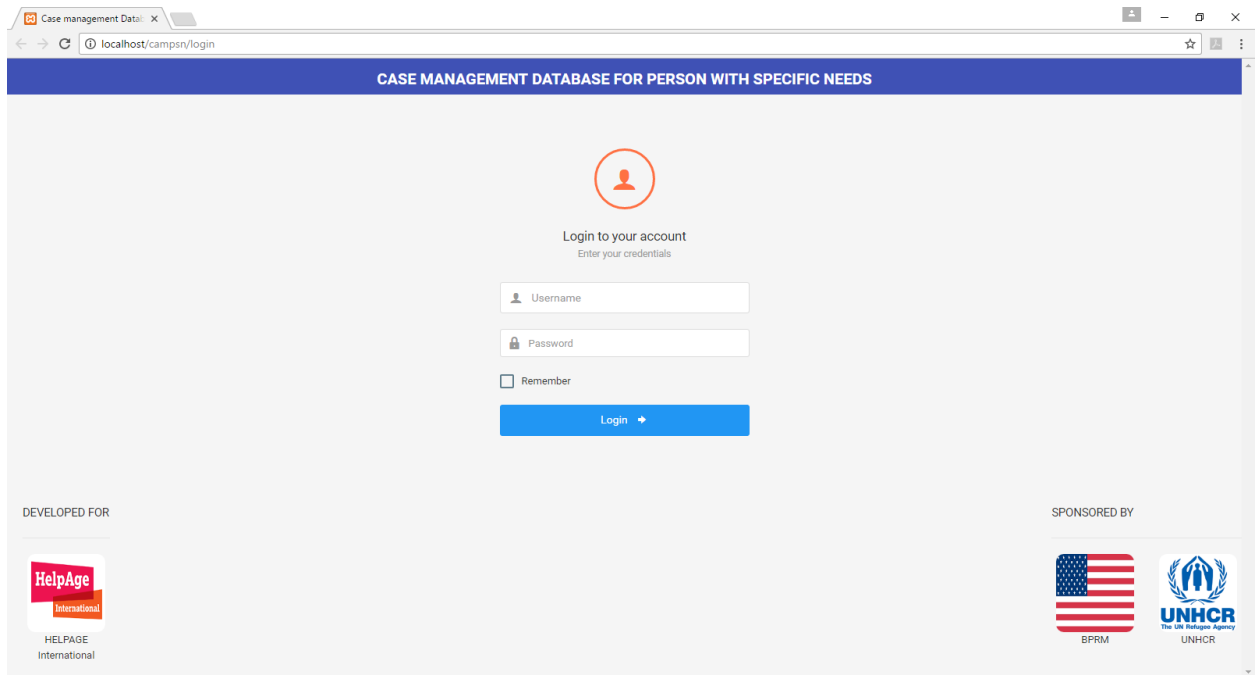 Case management Datab
localhost/campsn/login
CASE MANAGEMENT DATABASE FOR PERSON WITH SPECIFIC NEEDS
Login to your account
Enter your credentials
Username
Password
Remember
Login
DEVELOPED FOR
SPONSORED BY
HelpAge
International
HELPAGE
International
BPRM
UNHCR
The UN Refugee Agency
UNHCR